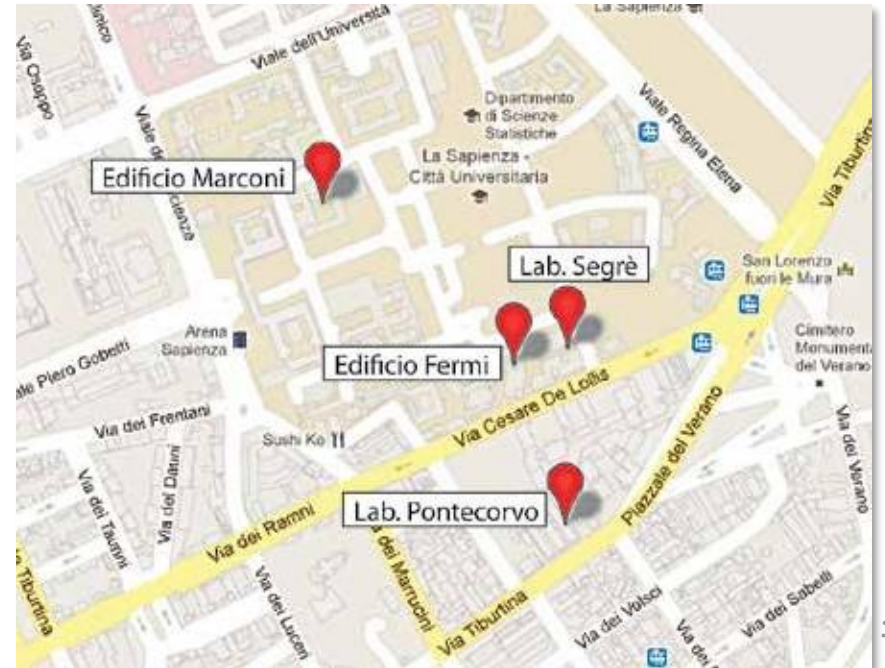 La Sapienza
Viale dell'Università
Via Osoppo
Dipartimento
di Scienze
Statistiche
Viale Regina Elena
La Sapienza -
Città Universitaria
Edificio Marconi
Via Tiburtina
Lab. Segrè
San Lorenzo
fuori le Mura
Arena
Sapienza
Edificio Fermi
Cimitero
Monumenta
del Verano
ale Piero Gobetti
Via Cesare De Lollis
Via dei Frentani
Sushi Ko
Piazzale del Verano
Via dei Verano
Via dei Dauni
Via dei Taurini
Lab. Pontecorvo
Via dei Ramni
Via dei Marrucini
Via Tiburtina
Via Tiburtina
Via dei Luceri
Via dei Volsci
Via dei Sabelli